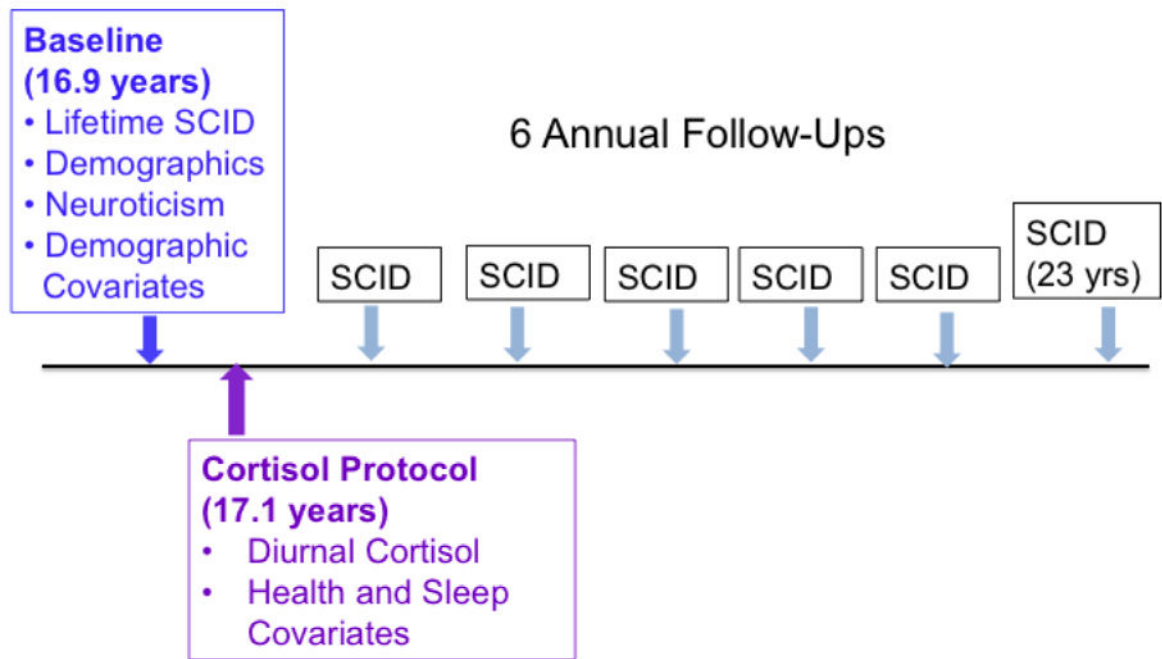 Baseline
(16.9 years)
• Lifetime SCID
• Demographics
• Neuroticism
• Demographic
Covariates
6 Annual Follow-Ups
SCID
SCID
SCID
SCID
SCID
SCID
(23 yrs)
Cortisol Protocol
(17.1 years)
• Diurnal Cortisol
• Health and Sleep
Covariates